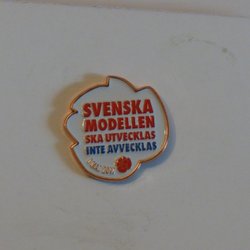 SVENSKA
MODELLEN
SKA UTVECKLAS
INTE AVVECKLAS